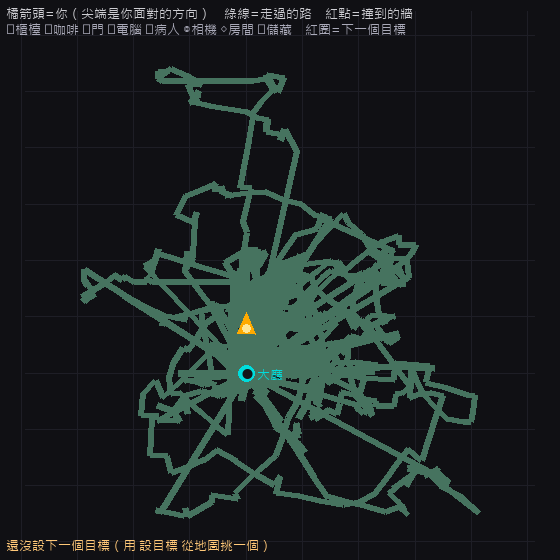 橘箭頭=你（尖端是你面對的方向） 綠線=走過的路 紅點=撞到的牆
櫃檯 咖啡 門 電腦 病人 相機 ◇房間 儲藏 紅圈=下一個目標
大廳
還沒設下一個目標（用 設目標 從地圖挑一個）